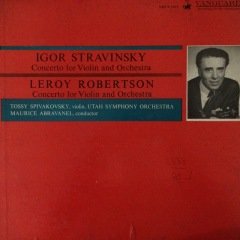 VANGUARD
IGOR STRAVINSKY
Concerto for Violin and Orchestra
LEROY ROBERTSON
Concerto for Violin and Orchestra
TOSSY SPIVAKOVSKY, violin, UTAH SYMPHONY ORCHESTRA
MAURICE ABRAVANEL, conductor